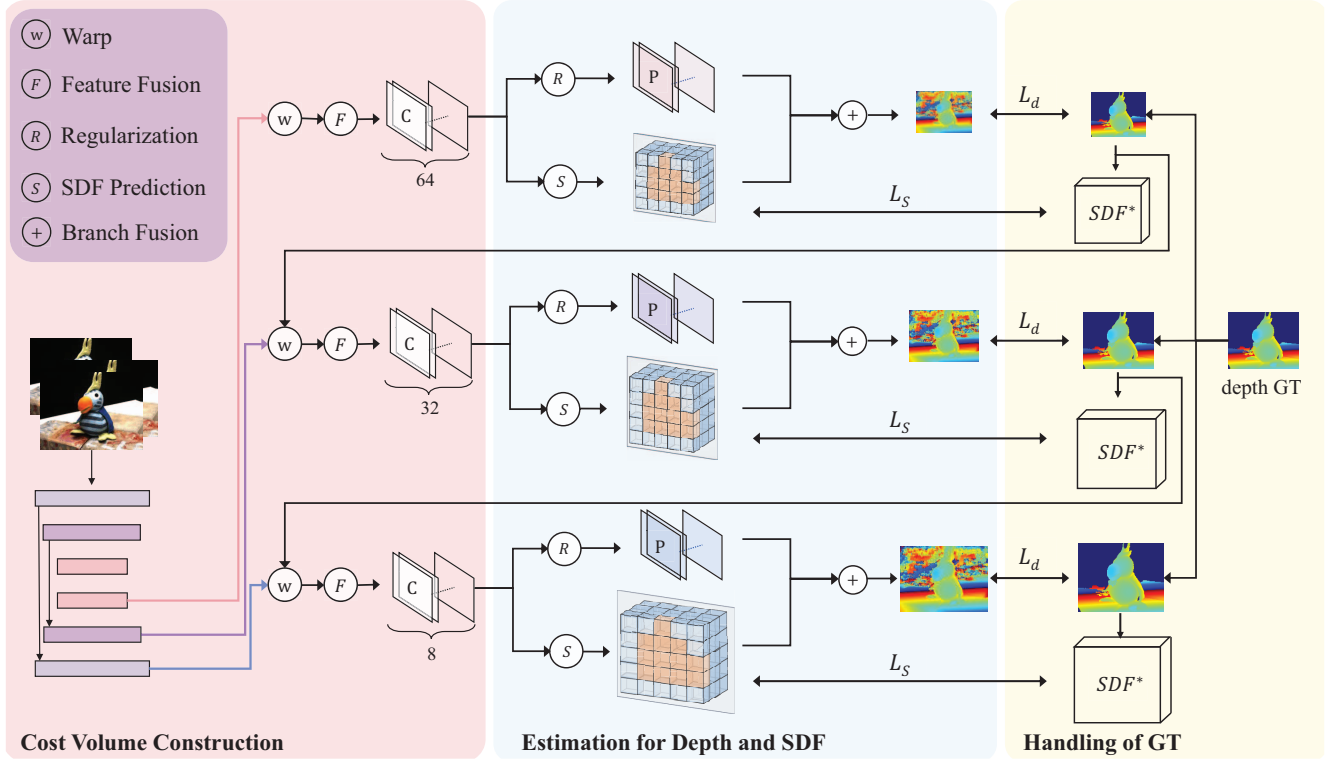 w Warp
F Feature Fusion
R Regularization
S SDF Prediction
+ Branch Fusion
w F C 64
R P
S
+
L_d
L_S
SDF*
w F C 32
R P
S
+
L_d
L_S
SDF*
depth GT
w F C 8
R P
S
+
L_d
L_S
SDF*
Cost Volume Construction
Estimation for Depth and SDF
Handling of GT